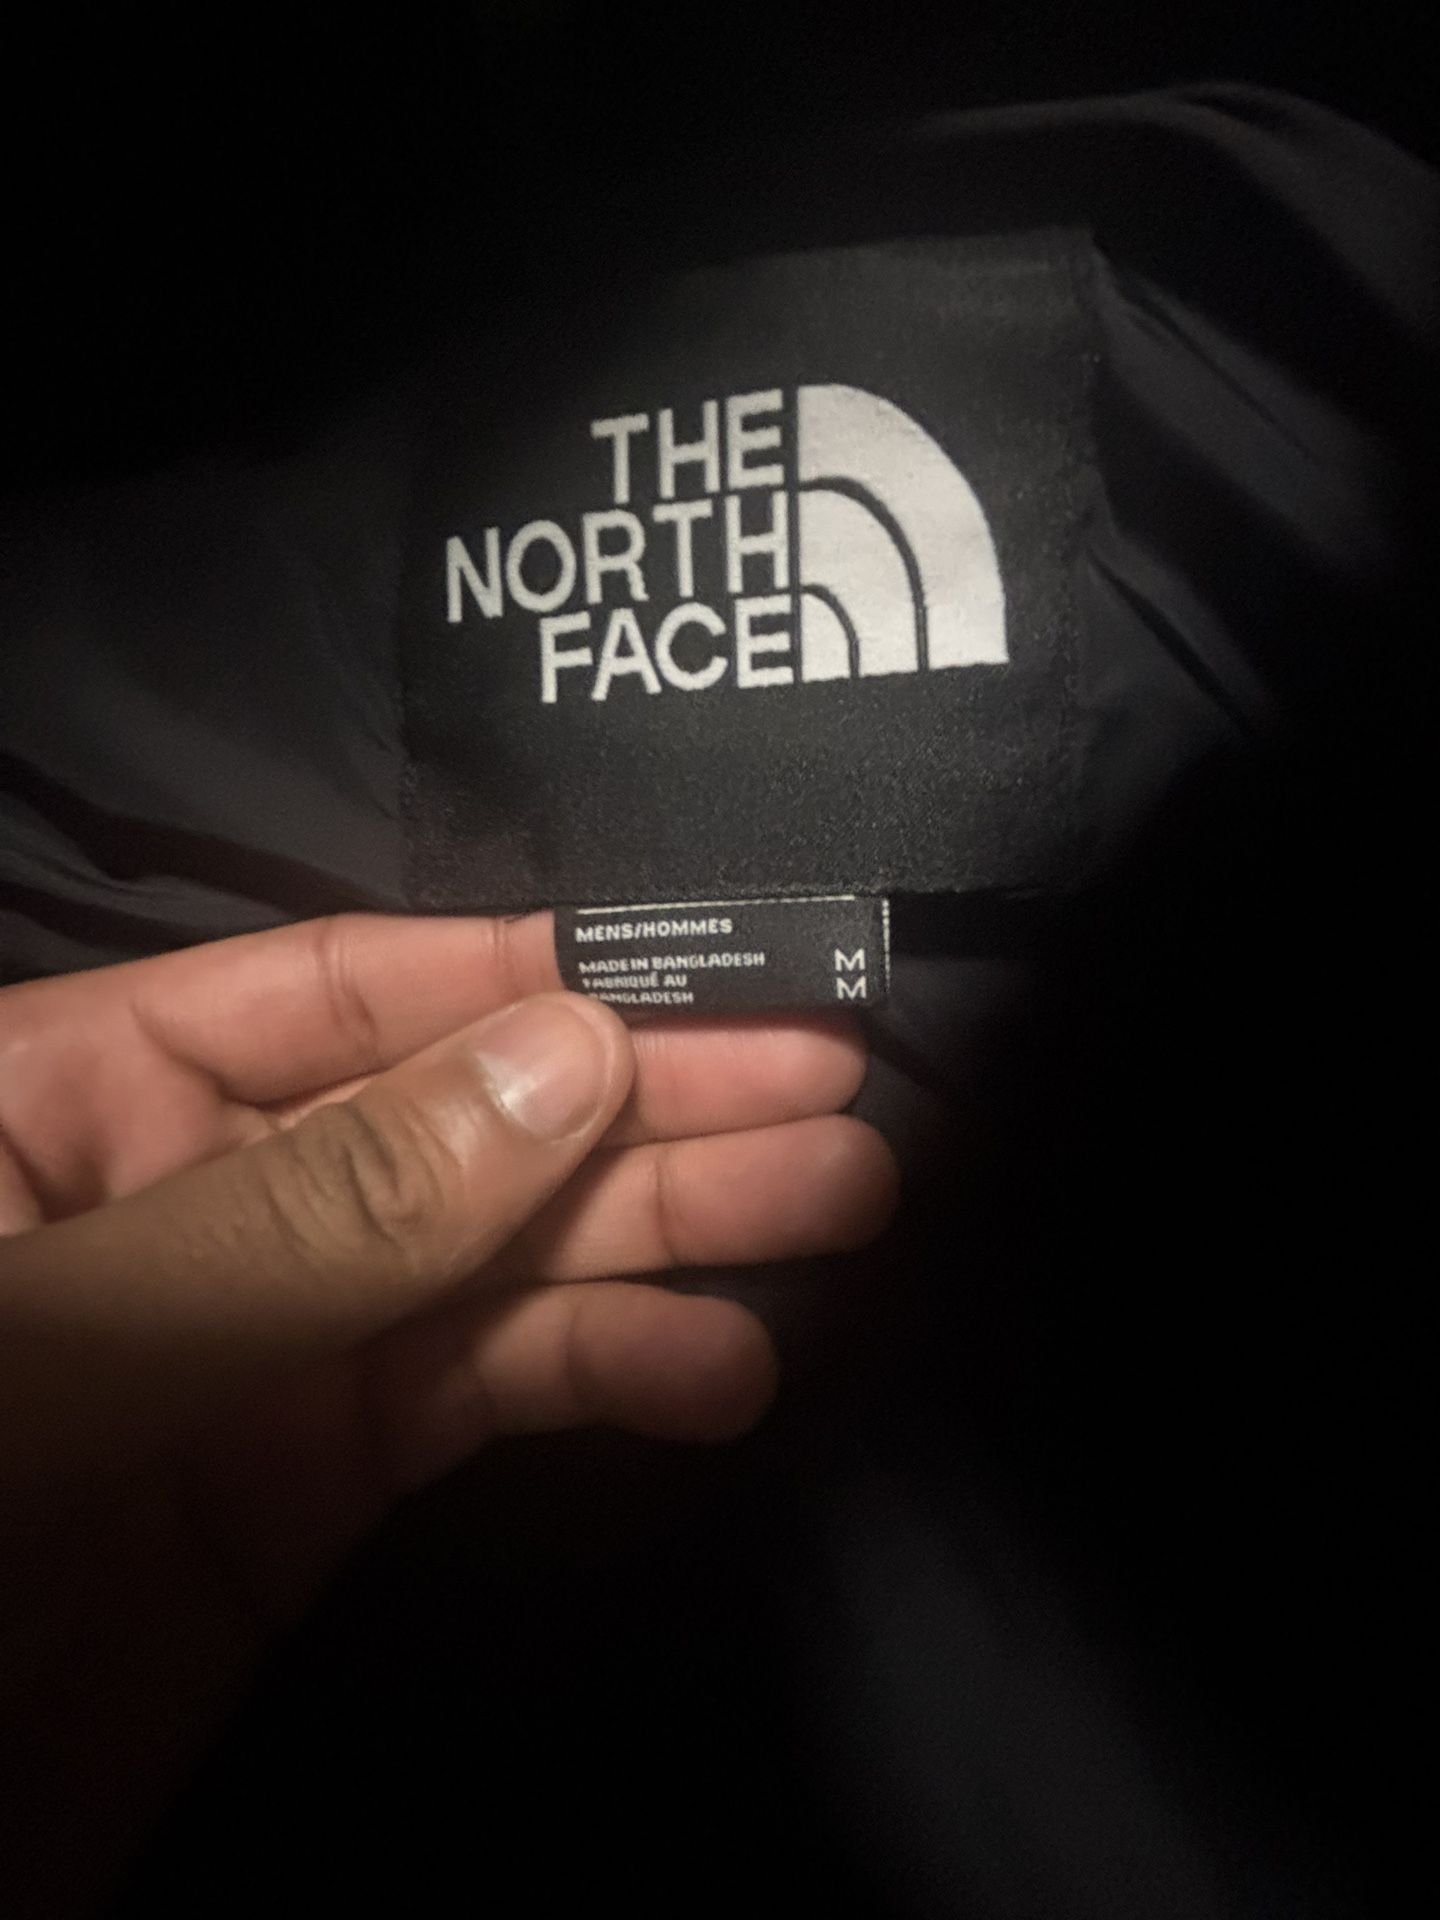 THE
NORTH
FACE
MENS/HOMMES
MADE IN BANGLADESH M
FABRIQUÉ AU M
BANGLADESH